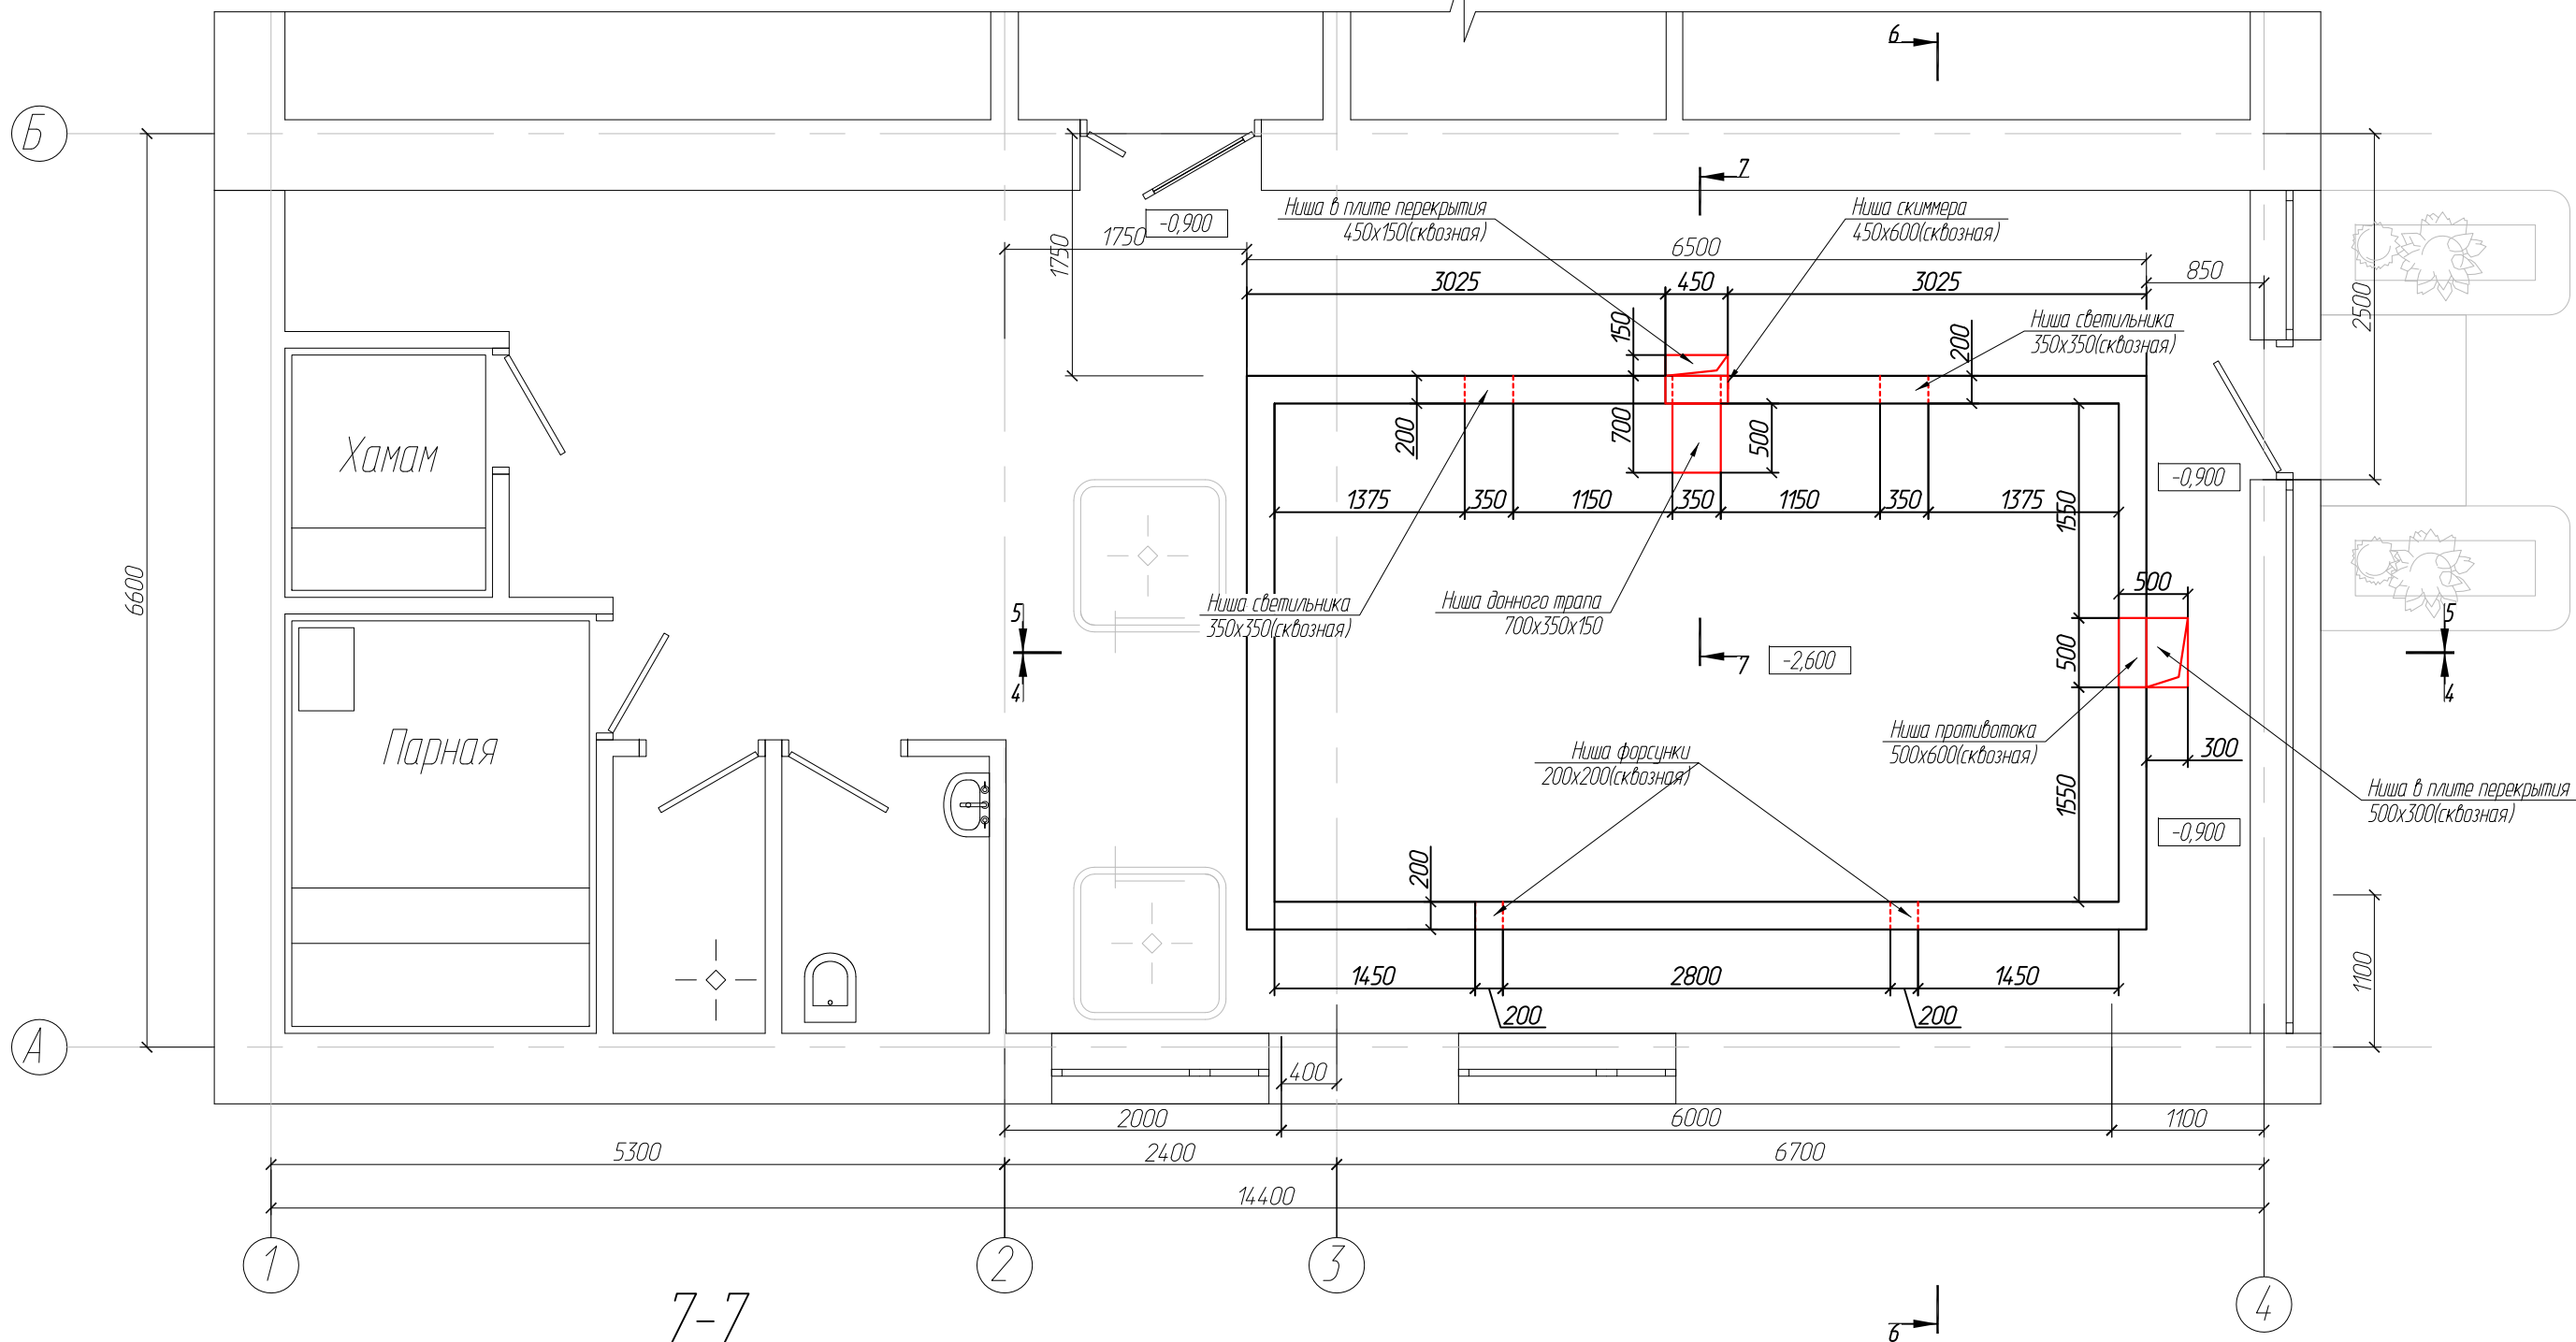 6
Б
7
-0,900
Ниша в плите перекрытия
450х150(сквозная)
Ниша скиммера
450х600(сквозная)
1750
1750
6500
850
3025
450
3025
2500
150
Ниша светильника
350х350(сквозная)
200
200
700
500
Хамам
-0,900
1375
350
1150
350
1150
350
1375
1550
6600
500
5
Ниша светильника
350х350(сквозная)
Ниша донного трапа
700х350х150
5
500
7
-2,600
4
4
Парная
Ниша противотока
500х600(сквозная)
300
Ниша форсунки
200х200(сквозная)
1550
Ниша в плите перекрытия
500х300(сквозная)
-0,900
200
1450
2800
1450
1100
200
200
А
400
2000
6000
1100
5300
2400
6700
14400
1
2
3
4
7-7
6